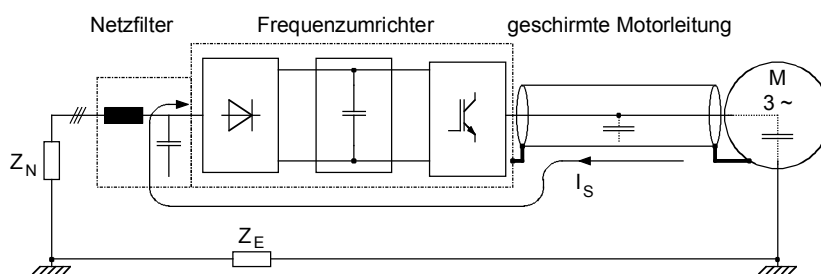 Netzfilter Frequenzumrichter geschirmte Motorleitung
M
3 ~
Z_N
I_S
Z_E